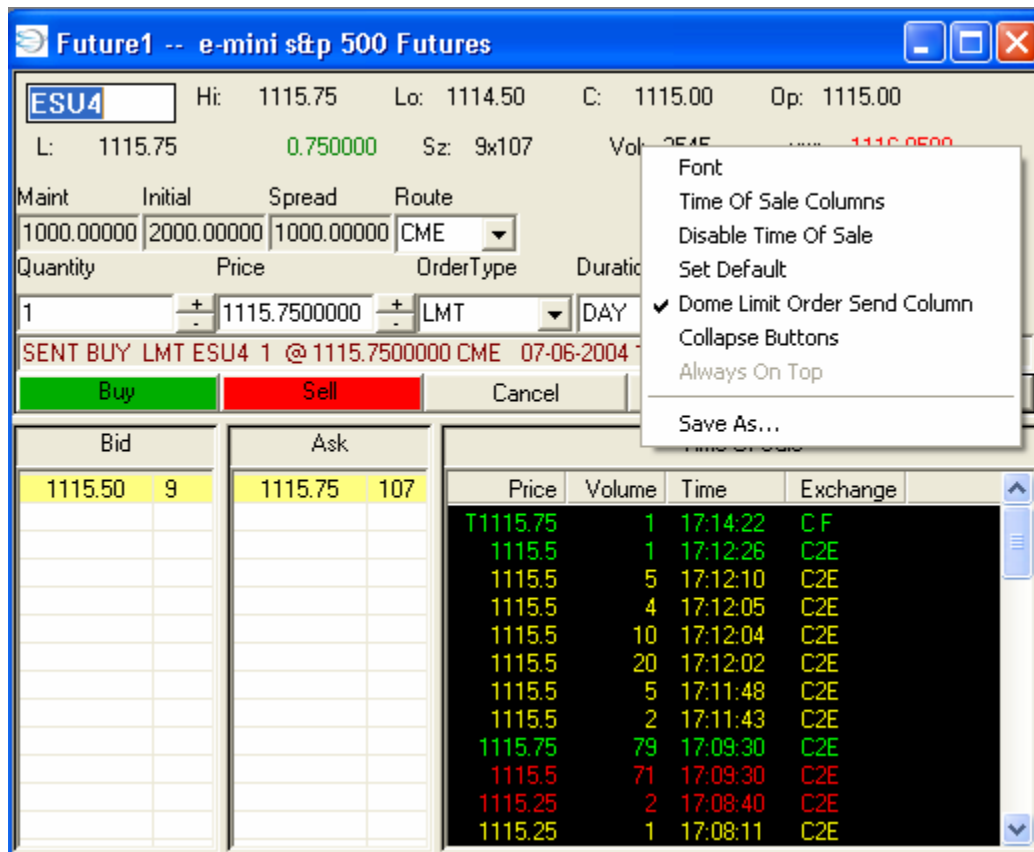 Future1 -- e-mini s&p 500 Futures
ESU4 Hi: 1115.75 Lo: 1114.50 C: 1115.00 Op: 1115.00
L: 1115.75 0.750000 Sz: 9x107
Maint Initial Spread Route
1000.00000 2000.00000 1000.00000 CME
Quantity Price OrderType
1 + - 1115.7500000 + - LMT DAY
SENT BUY LMT ESU4 1 @ 1115.7500000 CME 07-06-2004
Buy Sell Cancel
Font
Time Of Sale Columns
Disable Time Of Sale
Set Default
Dome Limit Order Send Column
Collapse Buttons
Always On Top
Save As...
Bid Ask
1115.50 9 1115.75 107
Price Volume Time Exchange
T1115.75 1 17:14:22 C F
1115.5 1 17:12:26 C2E
1115.5 5 17:12:10 C2E
1115.5 4 17:12:05 C2E
1115.5 10 17:12:04 C2E
1115.5 20 17:12:02 C2E
1115.5 5 17:11:48 C2E
1115.5 2 17:11:43 C2E
1115.75 79 17:09:30 C2E
1115.5 71 17:09:30 C2E
1115.25 2 17:08:40 C2E
1115.25 1 17:08:11 C2E